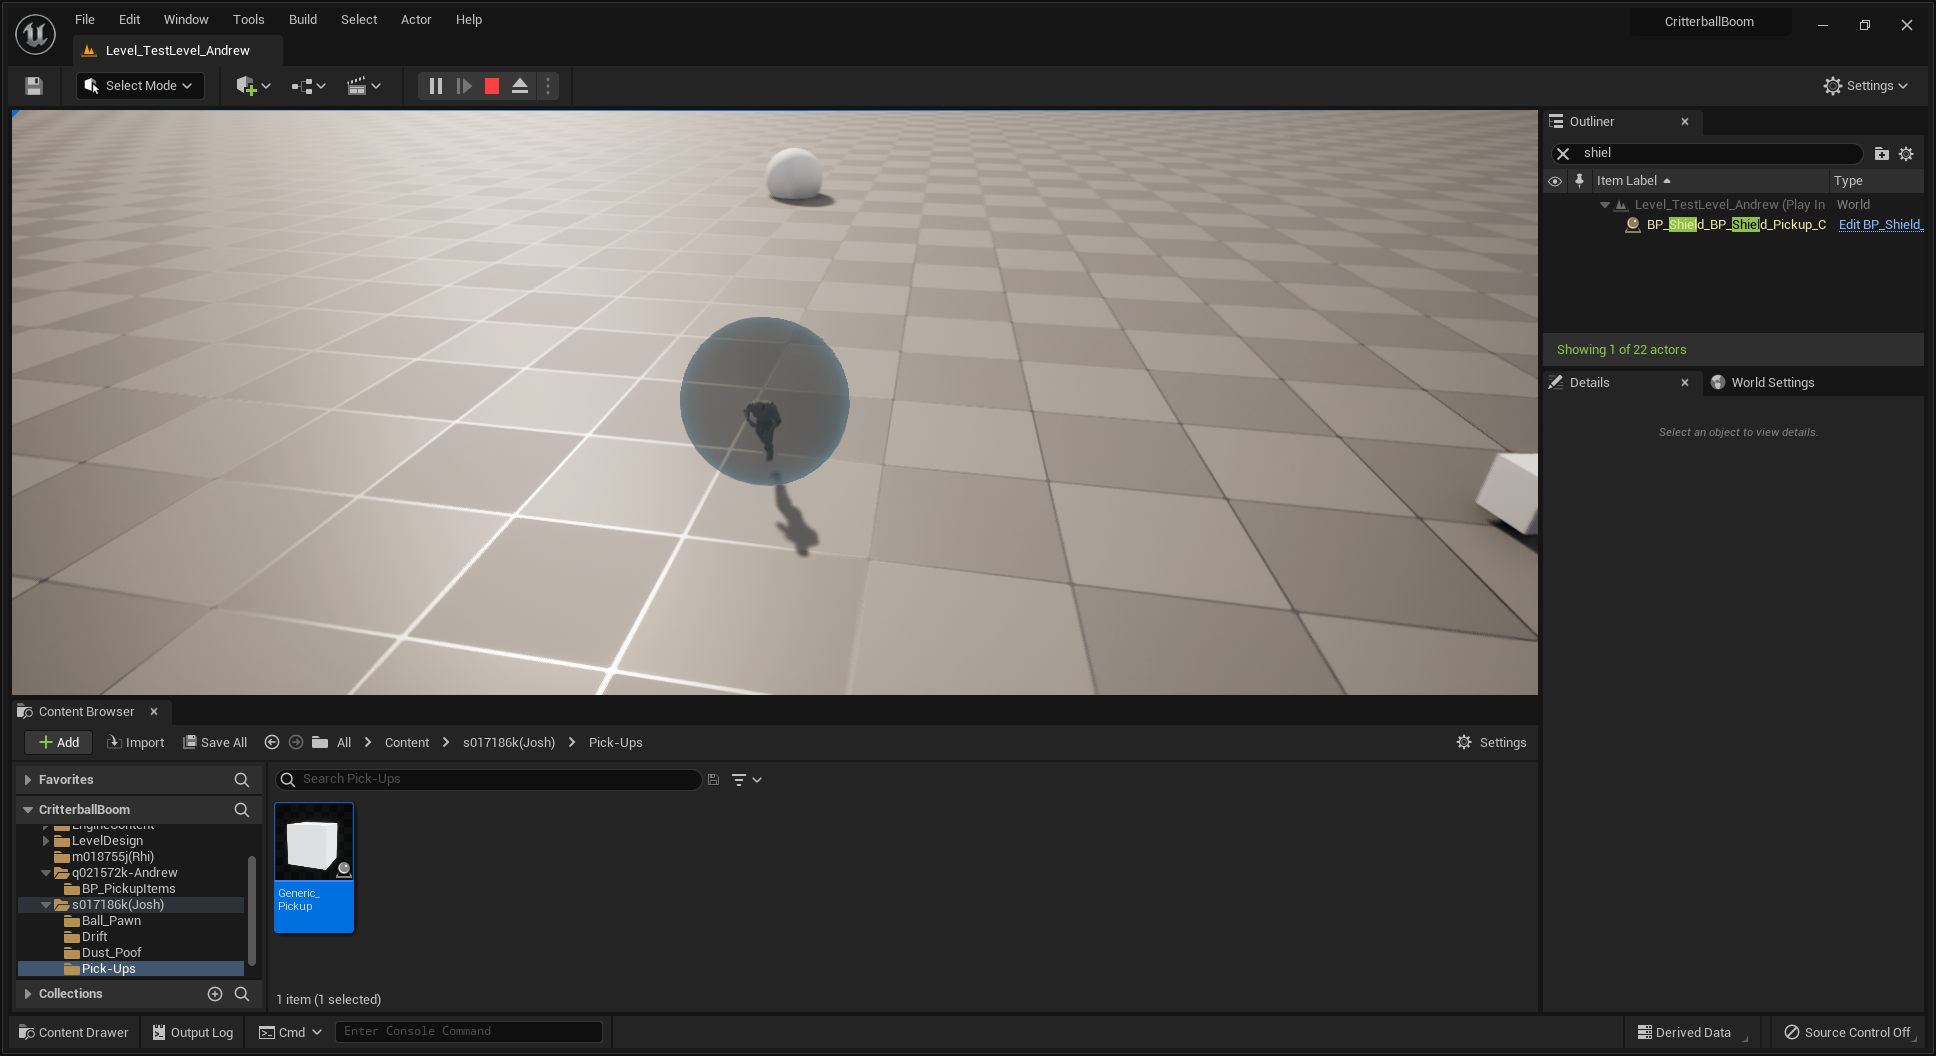 File Edit Window Tools Build Select Actor Help
CritterballBoom
Level_TestLevel_Andrew
Select Mode
Settings
Outliner
shiel
Item Label Type
Level_TestLevel_Andrew (Play In World
BP_Shield_BP_Shield_Pickup_C Edit BP_Shield_
Showing 1 of 22 actors
Details World Settings
Select an object to view details.
Content Browser
Add Import Save All All Content s017186k(Josh) Pick-Ups Settings
Favorites
Search Pick-Ups
CritterballBoom
EngineContent
LevelDesign
m018755j(Rhi)
q021572k-Andrew
BP_PickupItems
s017186k(Josh)
Ball_Pawn
Drift
Dust_Poof
Pick-Ups
Generic_
Pickup
Collections
1 item (1 selected)
Content Drawer Output Log Cmd Enter Console Command Derived Data Source Control Off